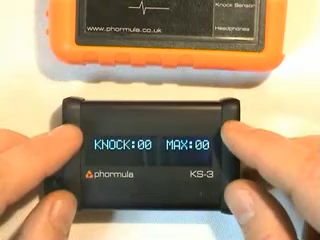 Knock Sensor
www.phormula.co.uk
Headphones
KNOCK:00 MAX:00
phormula KS-3